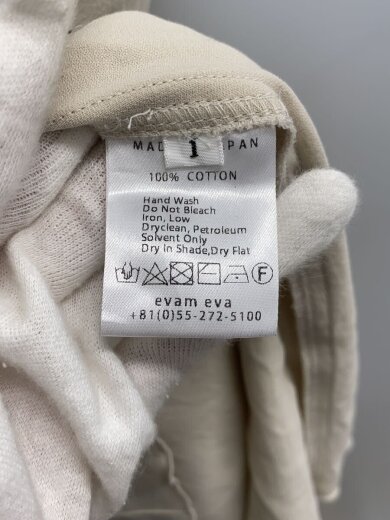 MAD
1
PAN
100% COTTON
Hand Wash
Do Not Bleach
Iron, Low
Dryclean, Petroleum
Solvent Only
Dry In Shade,Dry Flat
F
evam eva
+81(0)55-272-5100